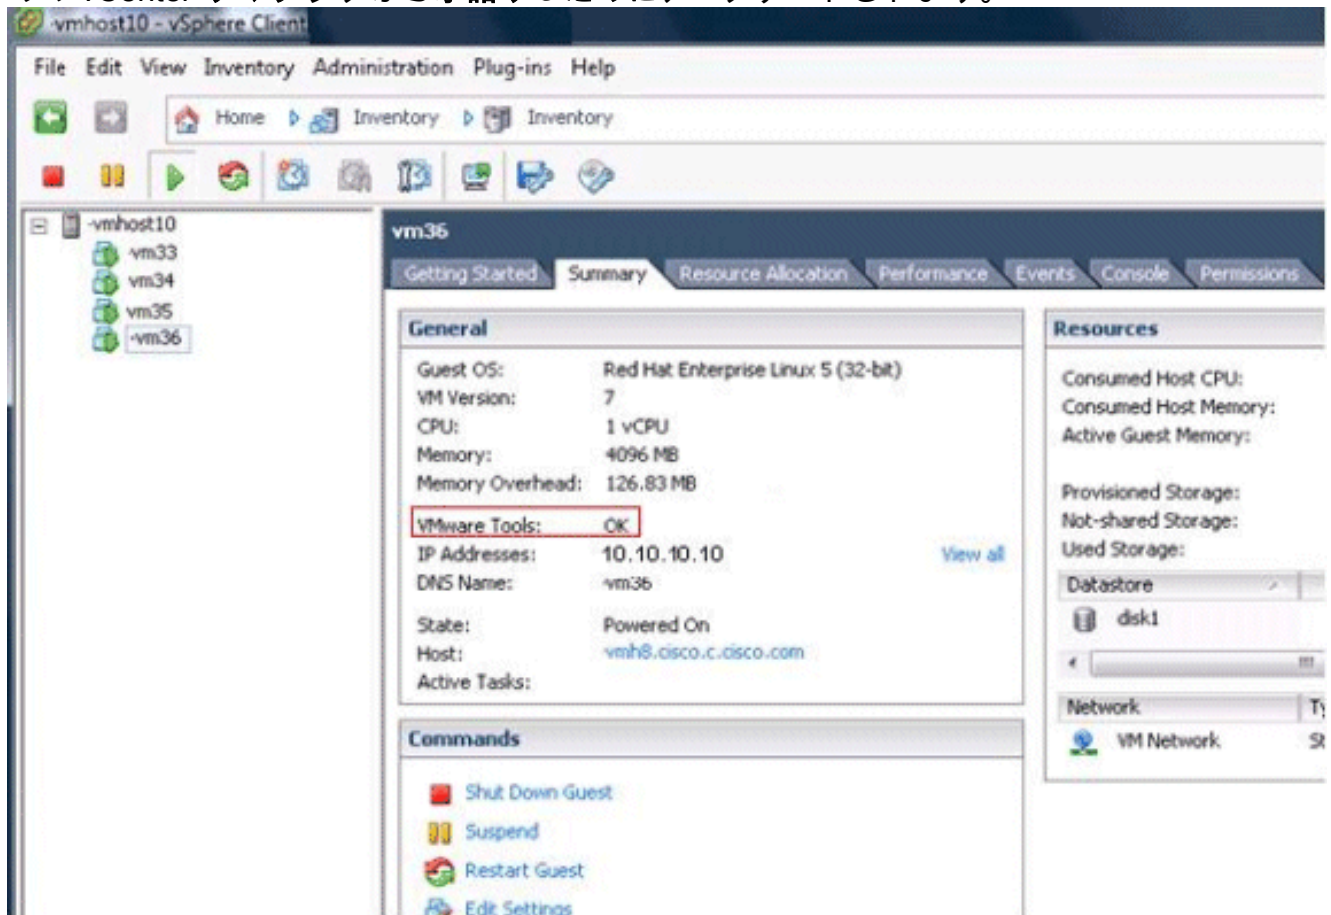 vmhost10 - vSphere Client
File Edit View Inventory Administration Plug-ins Help
Home Inventory Inventory
-vmhost10
vm33
vm34
vm35
-vm36
vm36
Getting Started Summary Resource Allocation Performance Events Console Permissions
General
Guest OS: Red Hat Enterprise Linux 5 (32-bit)
VM Version: 7
CPU: 1 vCPU
Memory: 4096 MB
Memory Overhead: 126.83 MB
VMware Tools: OK
IP Addresses: 10.10.10.10 View all
DNS Name: vm36
State: Powered On
Host: vmh8.cisco.c.cisco.com
Active Tasks:
Commands
Shut Down Guest
Suspend
Restart Guest
Edit Settings
Resources
Consumed Host CPU:
Consumed Host Memory:
Active Guest Memory:
Provisioned Storage:
Not-shared Storage:
Used Storage:
Datastore
disk1
Network
VM Network